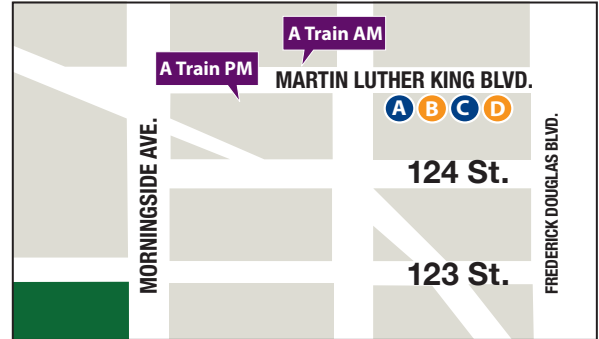 A Train AM
A Train PM
MARTIN LUTHER KING BLVD.
A B C D
MORNINGSIDE AVE.
FREDERICK DOUGLAS BLVD.
124 St.
123 St.